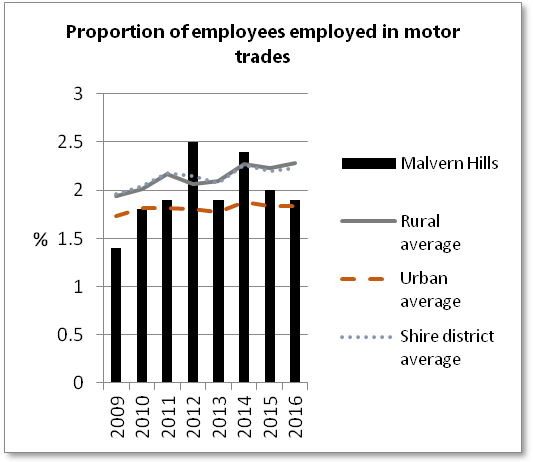 Proportion of employees employed in motor
trades
3
2.5
2
1.5
1
0.5
0
%
2009
2010
2011
2012
2013
2014
2015
2016
Malvern Hills
Rural
average
Urban
average
Shire district
average